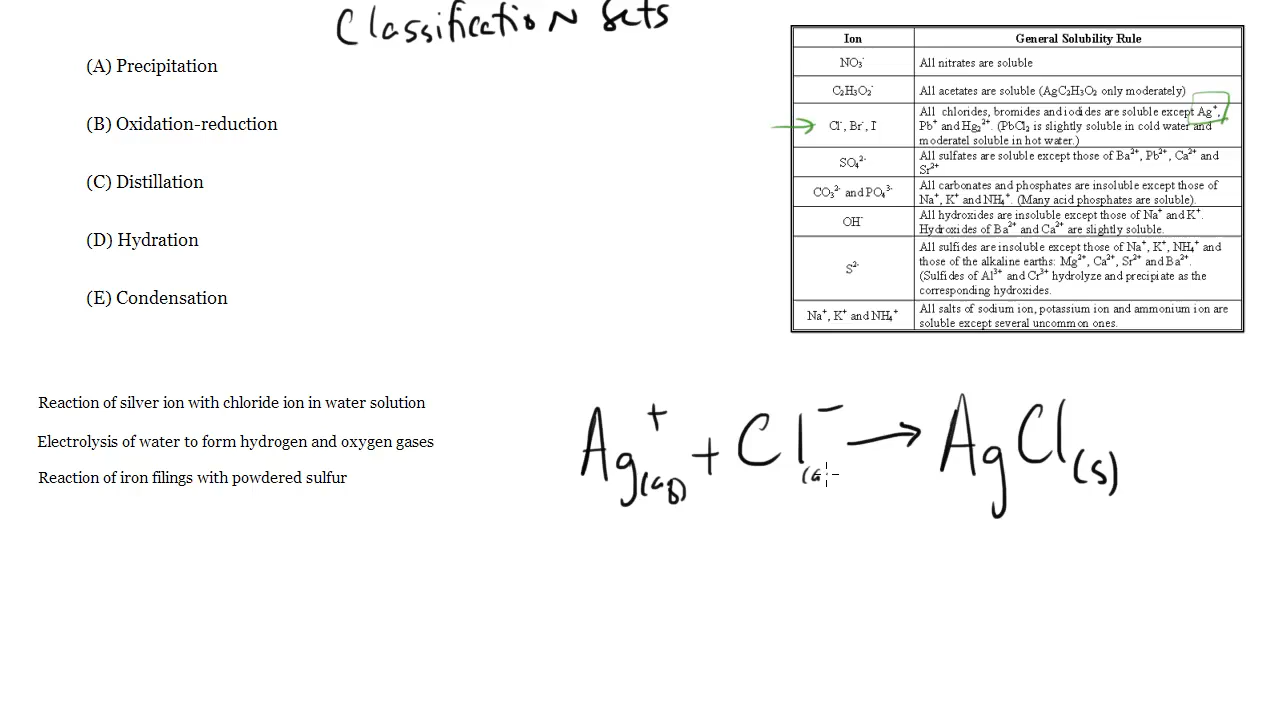 Classification Sets
(A) Precipitation
(B) Oxidation-reduction
(C) Distillation
(D) Hydration
(E) Condensation
Ion General Solubility Rule
NO₃⁻ All nitrates are soluble
C₂H₃O₂⁻ All acetates are soluble (AgC₂H₃O₂ only moderately)
Cl⁻, Br⁻, I⁻ All chlorides, bromides and iodides are soluble except Ag⁺,
Pb⁺ and Hg₂²⁺. (PbCl₂ is slightly soluble in cold water and
moderatel soluble in hot water.)
SO₄²⁻ All sulfates are soluble except those of Ba²⁺, Pb²⁺, Ca²⁺ and
Sr²⁺
CO₃²⁻ and PO₄³⁻ All carbonates and phosphates are insoluble except those of
Na⁺, K⁺ and NH₄⁺. (Many acid phosphates are soluble).
OH⁻ All hydroxides are insoluble except those of Na⁺ and K⁺.
Hydroxides of Ba²⁺ and Ca²⁺ are slightly soluble.
S²⁻ All sulfides are insoluble except those of Na⁺, K⁺, NH₄⁺ and
those of the alkaline earths: Mg²⁺, Ca²⁺, Sr²⁺ and Ba²⁺.
(Sulfides of Al³⁺ and Cr³⁺ hydrolyze and precipiate as the
corresponding hydroxides.
Na⁺, K⁺ and NH₄⁺ All salts of sodium ion, potassium ion and ammonium ion are
soluble except several uncommon ones.
Reaction of silver ion with chloride ion in water solution
Electrolysis of water to form hydrogen and oxygen gases
Reaction of iron filings with powdered sulfur
Ag⁺(aq) + Cl⁻(a → AgCl(s)